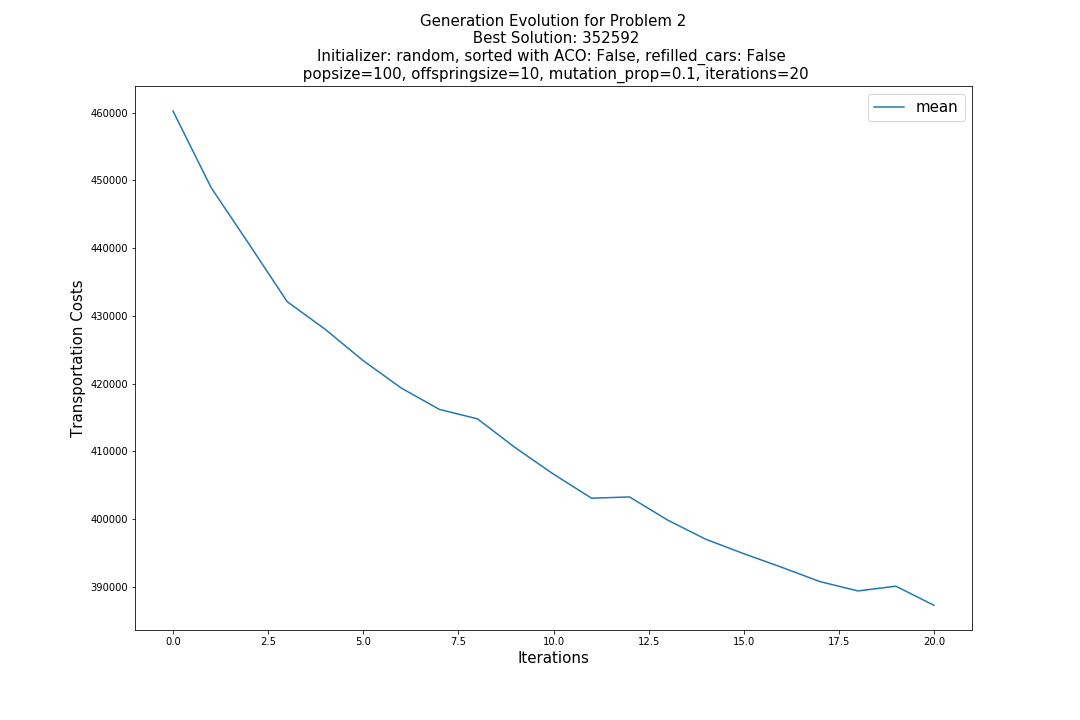 Generation Evolution for Problem 2
Best Solution: 352592
Initializer: random, sorted with ACO: False, refilled_cars: False
popsize=100, offspringsize=10, mutation_prop=0.1, iterations=20
mean
460000
450000
440000
430000
420000
410000
400000
390000
Transportation Costs
0.0 2.5 5.0 7.5 10.0 12.5 15.0 17.5 20.0
Iterations